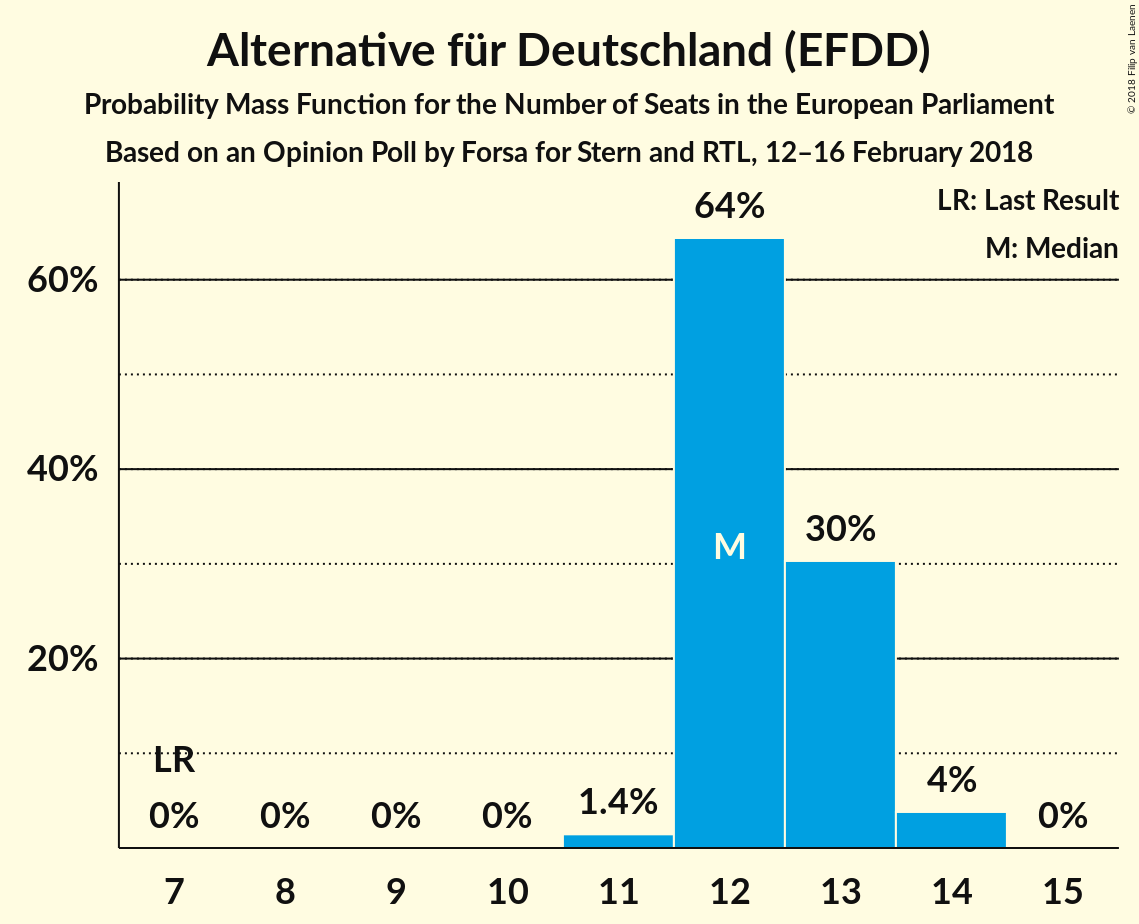 Alternative für Deutschland (EFDD)
Probability Mass Function for the Number of Seats in the European Parliament
Based on an Opinion Poll by Forsa for Stern and RTL, 12–16 February 2018
© 2018 Filip van Laenen
LR: Last Result
M: Median
64%
60%
40%
30%
M
20%
LR
0%
0%
0%
0%
1.4%
4%
0%
7 8 9 10 11 12 13 14 15